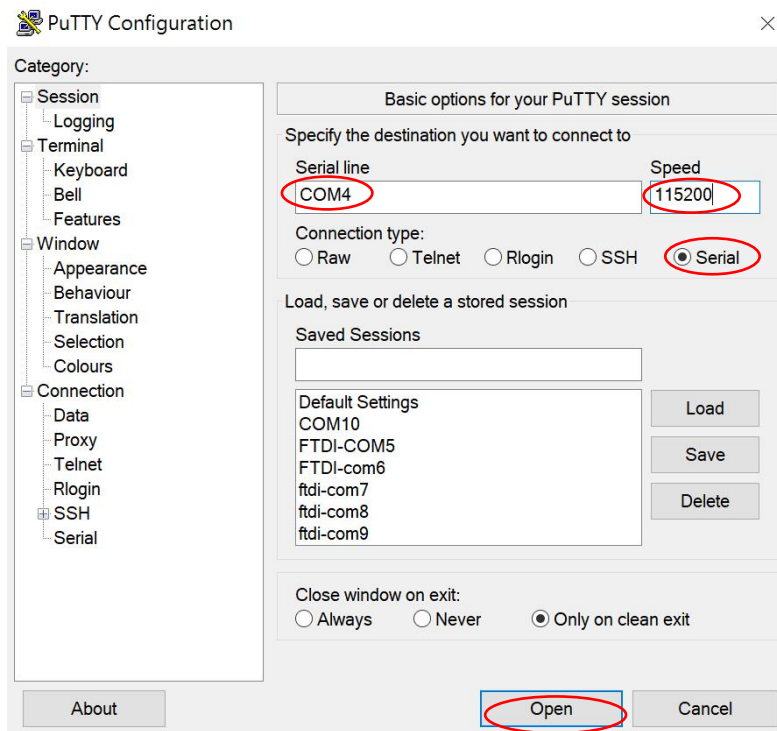 PuTTY Configuration
Category:
Session
Logging
Terminal
Keyboard
Bell
Features
Window
Appearance
Behaviour
Translation
Selection
Colours
Connection
Data
Proxy
Telnet
Rlogin
SSH
Serial
Basic options for your PuTTY session
Specify the destination you want to connect to
Serial line Speed
COM4 115200
Connection type:
Raw Telnet Rlogin SSH Serial
Load, save or delete a stored session
Saved Sessions
Default Settings
COM10
FTDI-COM5
FTDI-com6
ftdi-com7
ftdi-com8
ftdi-com9
Load
Save
Delete
Close window on exit:
Always Never Only on clean exit
About Open Cancel